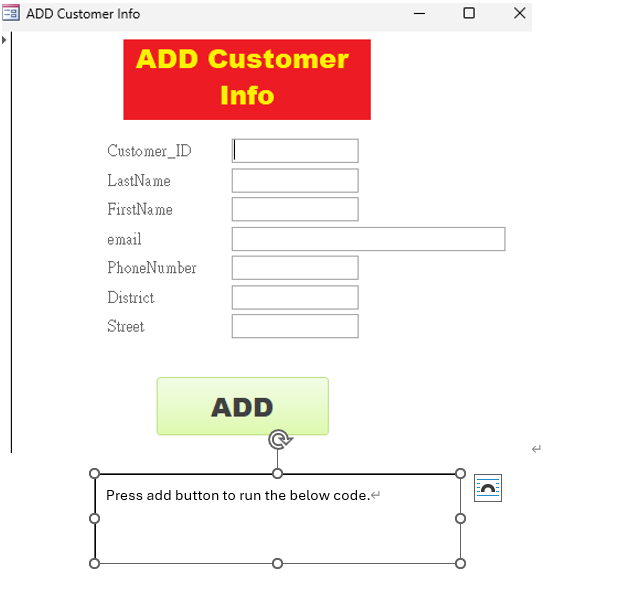 ADD Customer Info
ADD Customer
Info
Customer_ID
LastName
FirstName
email
PhoneNumber
District
Street
ADD
Press add button to run the below code.